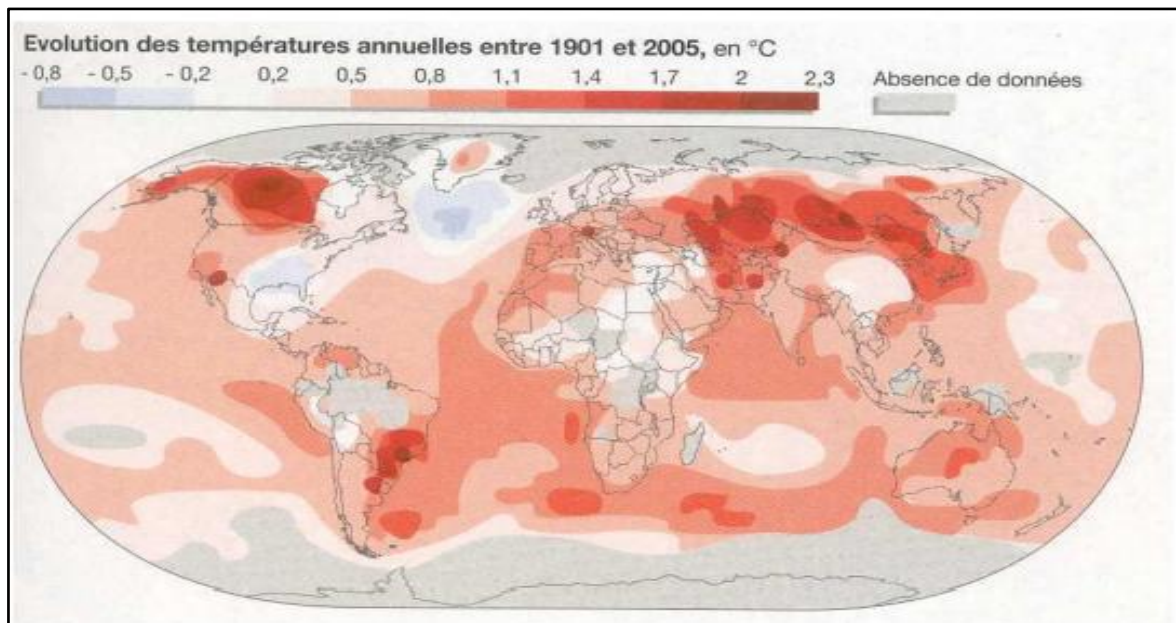 Evolution des températures annuelles entre 1901 et 2005, en °C
- 0,8 - 0,5 - 0,2 0,2 0,5 0,8 1,1 1,4 1,7 2 2,3
Absence de données